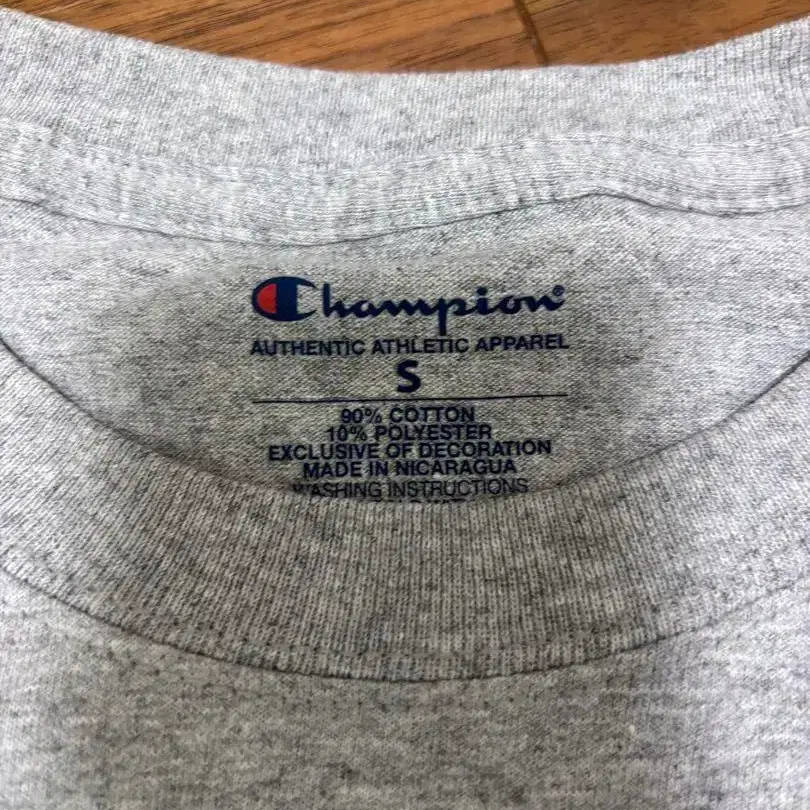 Champion®
AUTHENTIC ATHLETIC APPAREL
S
90% COTTON
10% POLYESTER
EXCLUSIVE OF DECORATION
MADE IN NICARAGUA
WASHING INSTRUCTIONS